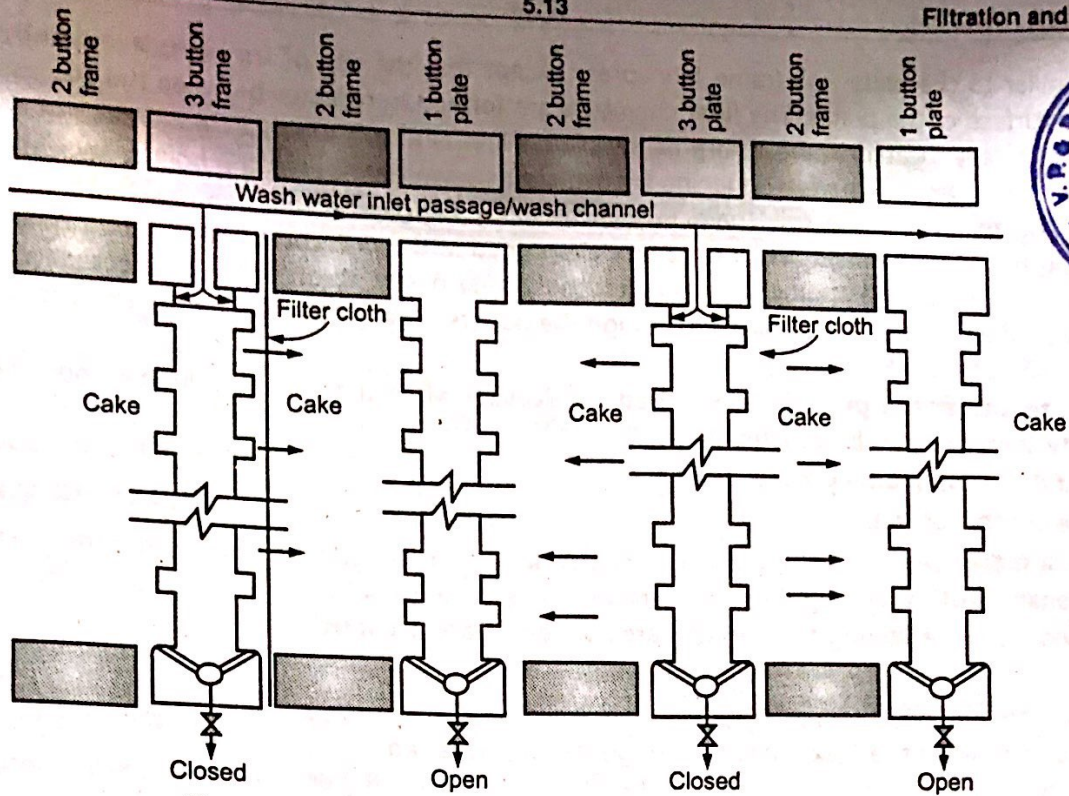 5.13
Filtration and
2 button
frame
3 button
frame
2 button
frame
1 button
plate
2 button
frame
3 button
plate
2 button
frame
1 button
plate
V.P.&
Wash water inlet passage/wash channel
Filter cloth
Filter cloth
Cake
Cake
Cake
Cake
Cake
Closed
Open
Closed
Open